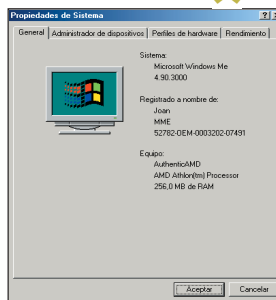 Propiedades de Sistema
General Administrador de dispositivos Perfiles de hardware Rendimiento
Sistema:
Microsoft Windows Me
4.90.3000
Registrado a nombre de:
Joan
MME
52782-OEM-0003202-07491
Equipo:
AuthenticAMD
AMD Athlon(tm) Processor
256,0 MB de RAM
Aceptar Cancelar